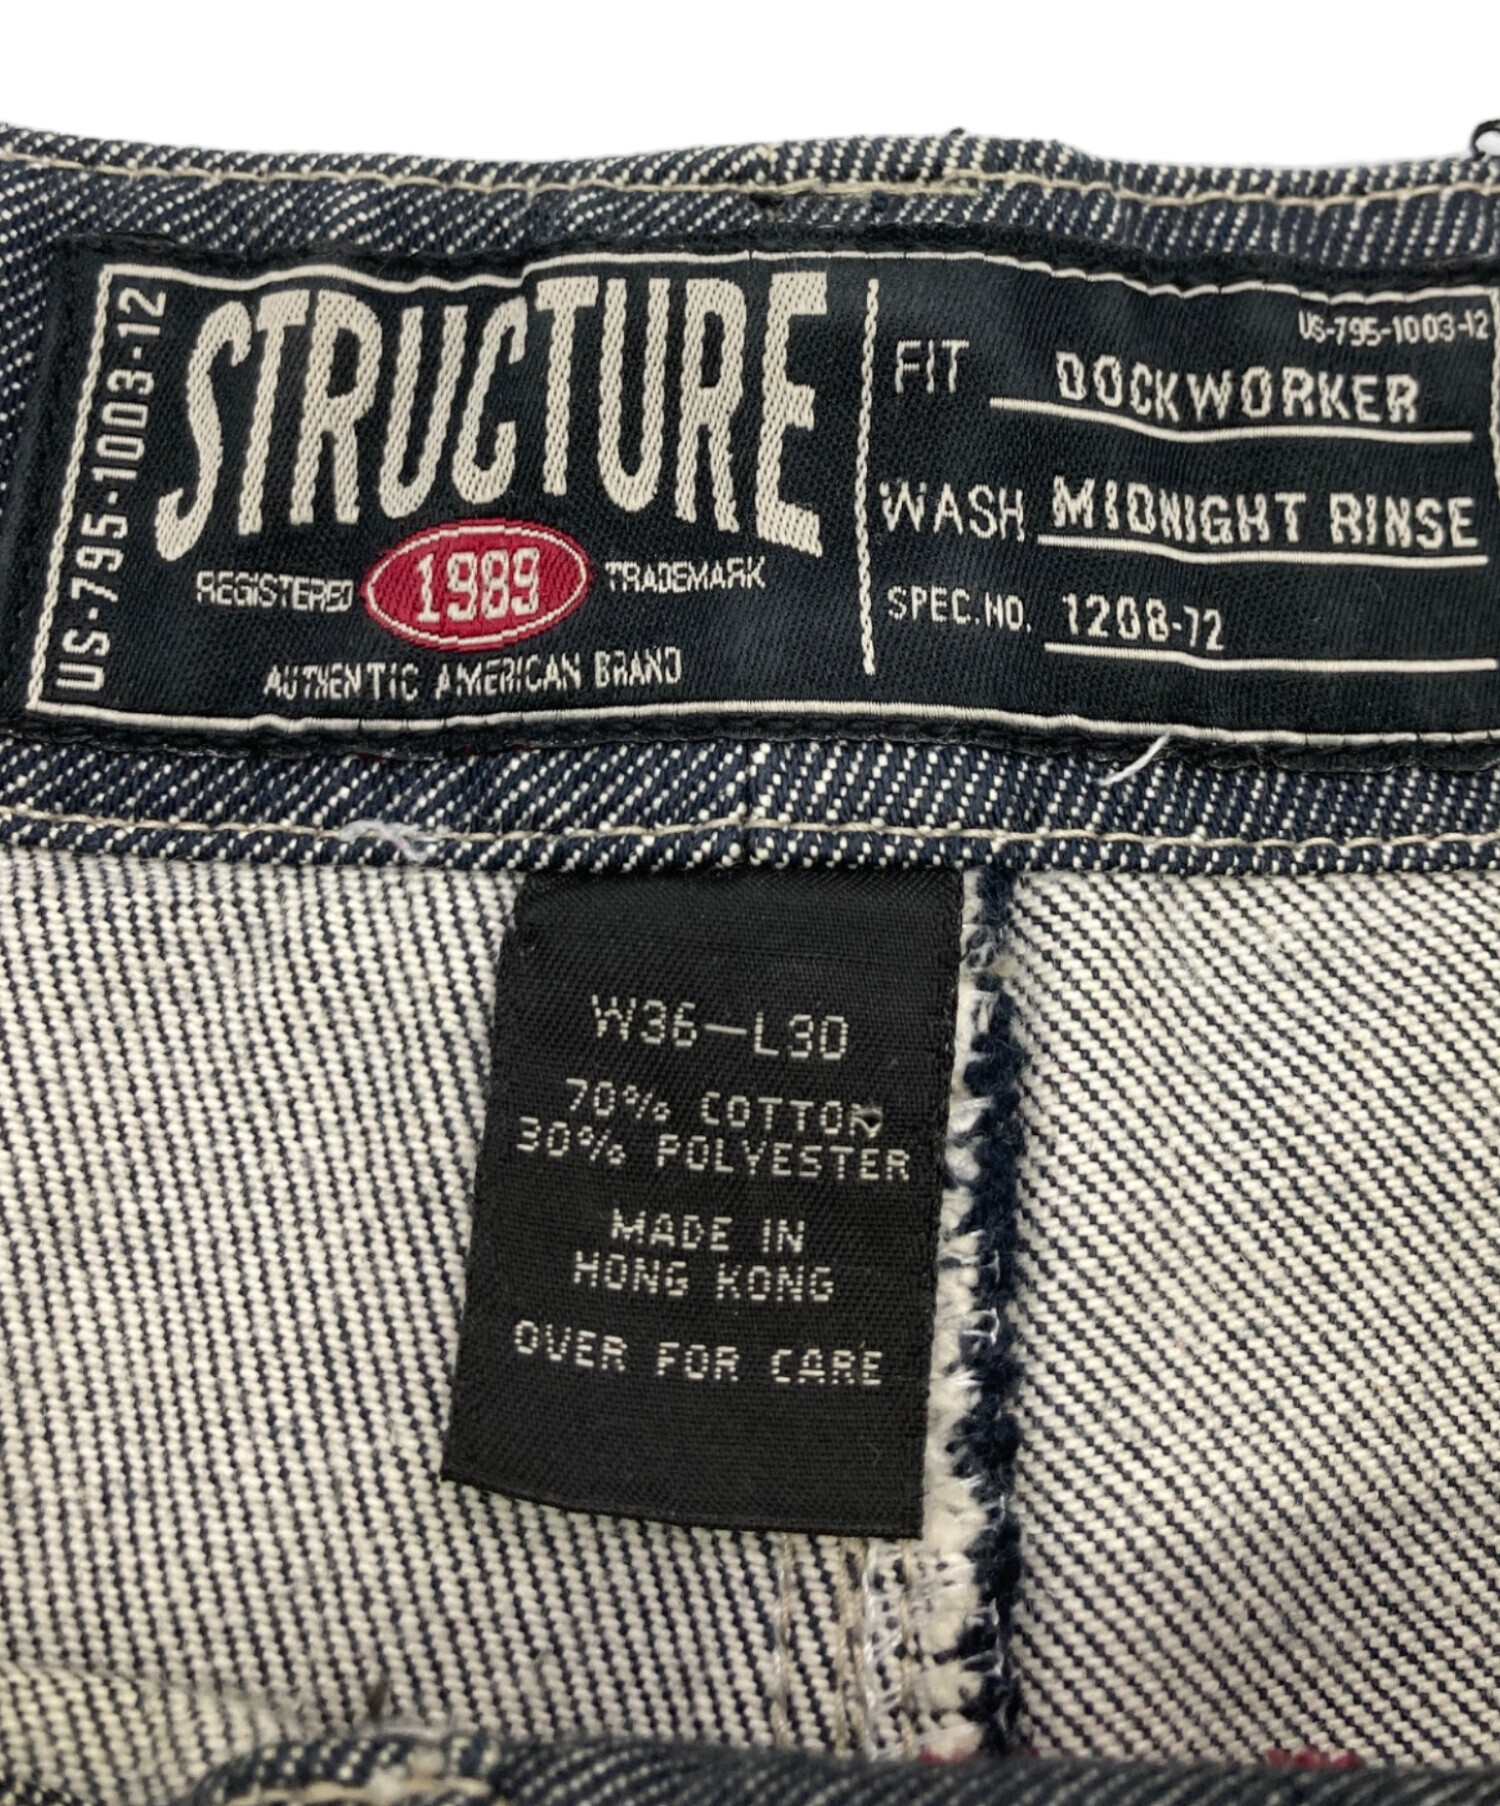 US-795-1003-12
STRUCTURE
REGISTERED 1989 TRADEMARK
AUTHENTIC AMERICAN BRAND
US-795-1003-12
FIT DOCKWORKER
WASH MIDNIGHT RINSE
SPEC.NO. 1208-72
W36-L30
70% COTTON
30% POLYESTER
MADE IN
HONG KONG
OVER FOR CARE